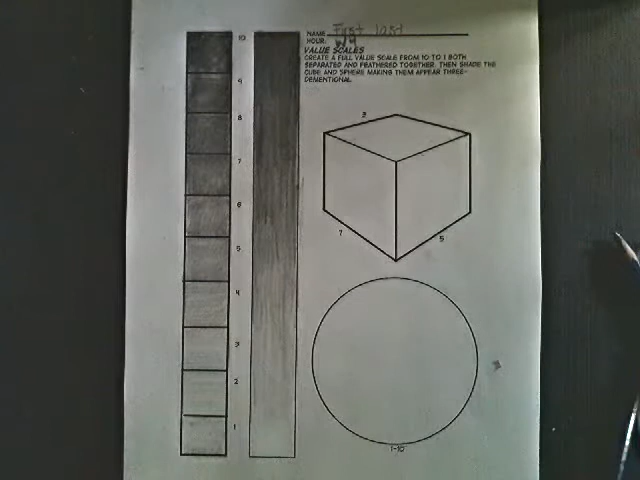 NAME First last
HOUR:
VALUE SCALES
CREATE A FULL VALUE SCALE FROM 10 TO 1 BOTH
SEPARATED AND FEATHERED TOGETHER. THEN SHADE THE
CUBE AND SPHERE MAKING THEM APPEAR THREE-
DEMENTIONAL.
10
9
8
7
6
5
4
3
2
1
3
7
5
1-10